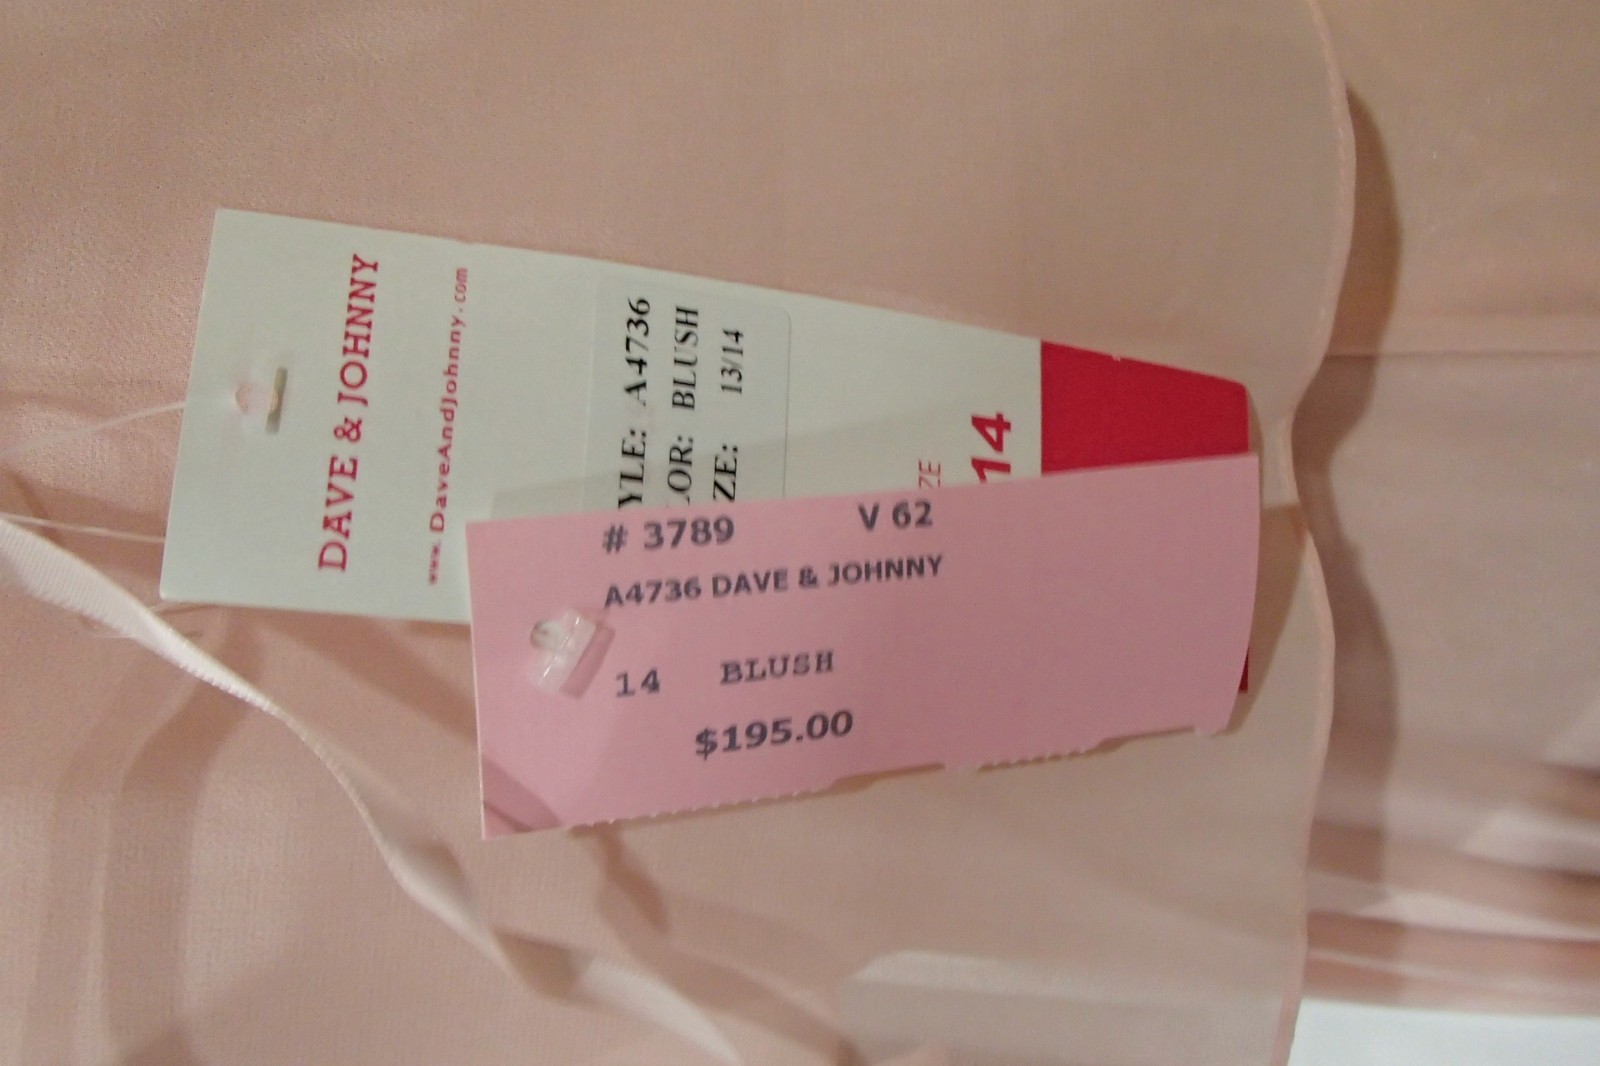 DAVE & JOHNNY
www.DaveAndJohnny.com
YLE: A4736
LOR: BLUSH
ZE: 13/14
ZE
14
# 3789 V 62
A4736 DAVE & JOHNNY
14 BLUSH
$195.00